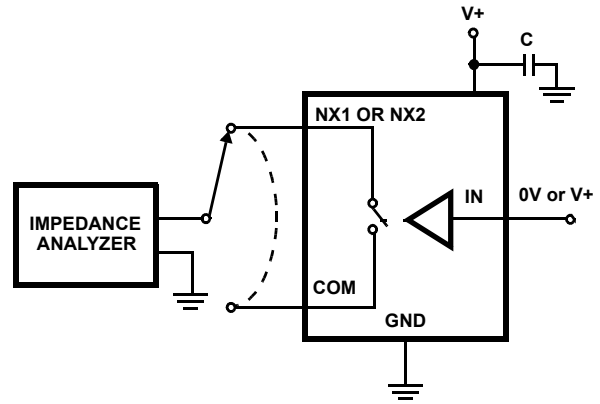 V+
C
NX1 OR NX2
IN
0V or V+
IMPEDANCE
ANALYZER
COM
GND